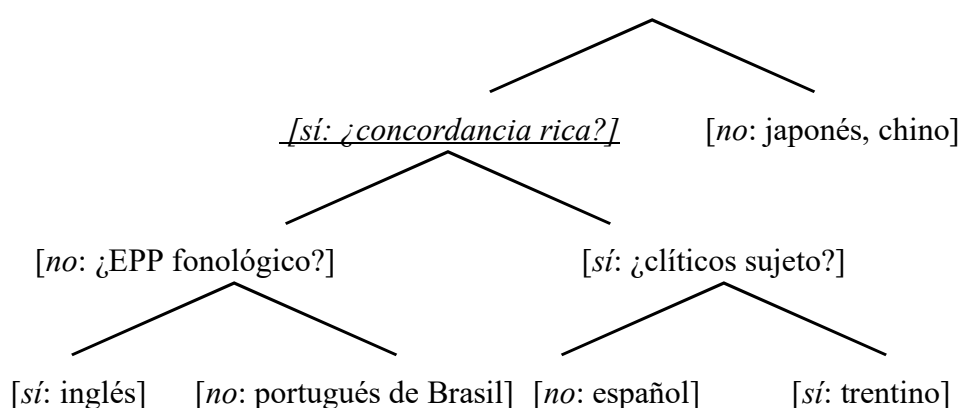 [sí: ¿concordancia rica?] [no: japonés, chino]
[no: ¿EPP fonológico?] [sí: ¿clíticos sujeto?]
[sí: inglés] [no: portugués de Brasil] [no: español] [sí: trentino]